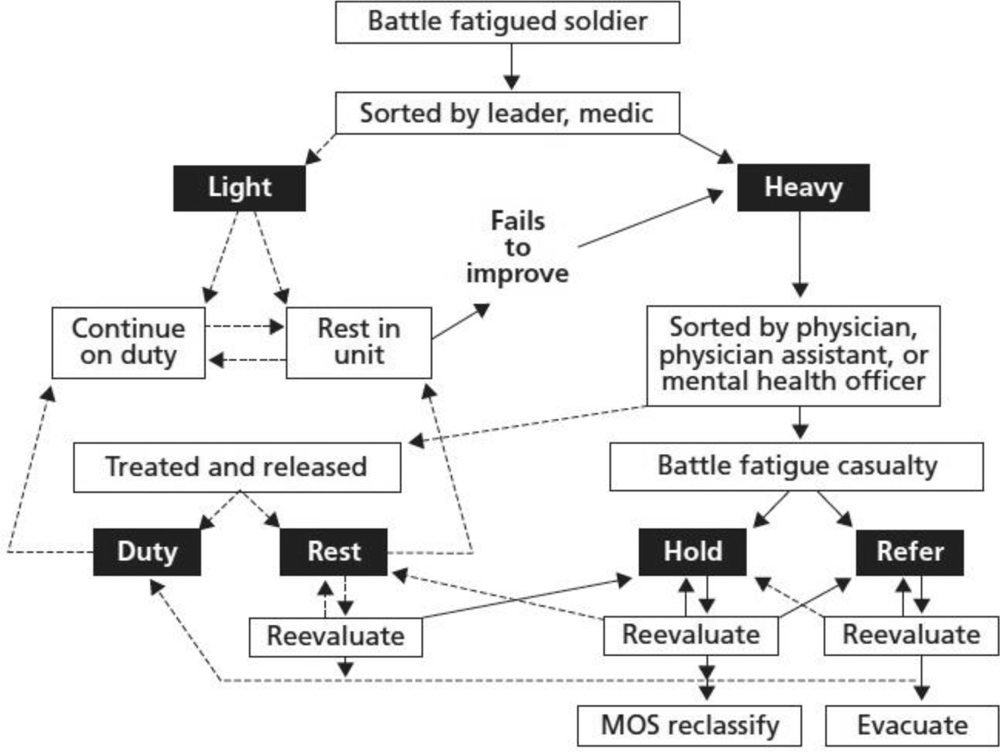 Battle fatigued soldier
Sorted by leader, medic
Light
Heavy
Fails
to
improve
Continue
on duty
Rest in
unit
Sorted by physician,
physician assistant, or
mental health officer
Treated and released
Battle fatigue casualty
Duty
Rest
Hold
Refer
Reevaluate
Reevaluate
Reevaluate
MOS reclassify
Evacuate